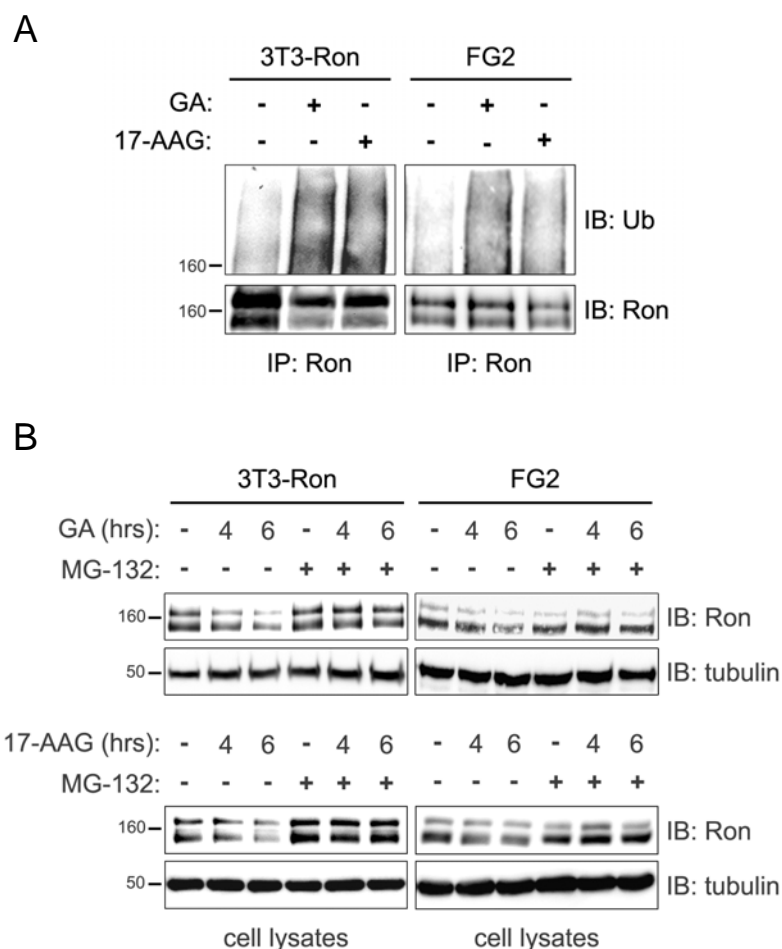 A
3T3-Ron FG2
GA: - + - - + -
17-AAG: - - + - - +
160 IB: Ub
160 IB: Ron
IP: Ron IP: Ron
B
3T3-Ron FG2
GA (hrs): - 4 6 - 4 6 - 4 6 - 4 6
MG-132: - - - + + + - - - + + +
160 IB: Ron
50 IB: tubulin
17-AAG (hrs): - 4 6 - 4 6 - 4 6 - 4 6
MG-132: - - - + + + - - - + + +
160 IB: Ron
50 IB: tubulin
cell lysates cell lysates